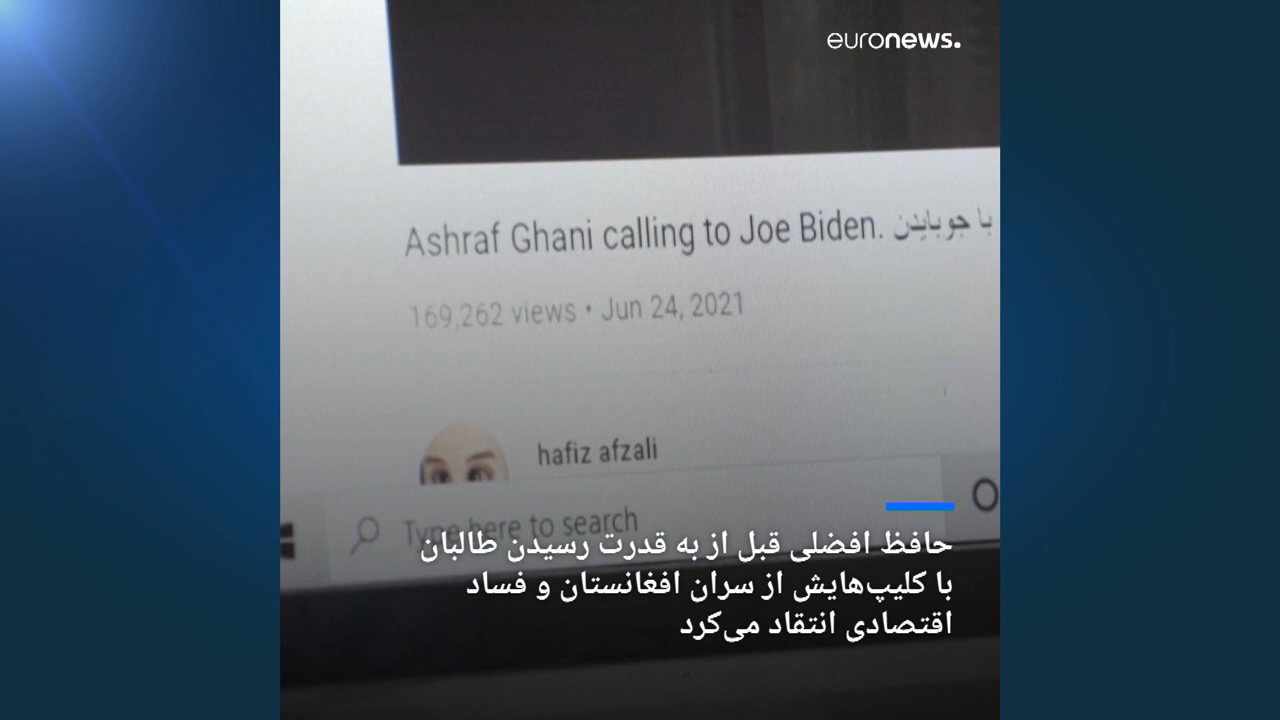 euronews.
Ashraf Ghani calling to Joe Biden. با جوبایدن
169,262 views • Jun 24, 2021
hafiz afzali
Type here to search
حافظ افضلی قبل از به قدرت رسیدن طالبان
با کلیپ‌هایش از سران افغانستان و فساد
اقتصادی انتقاد می‌کرد